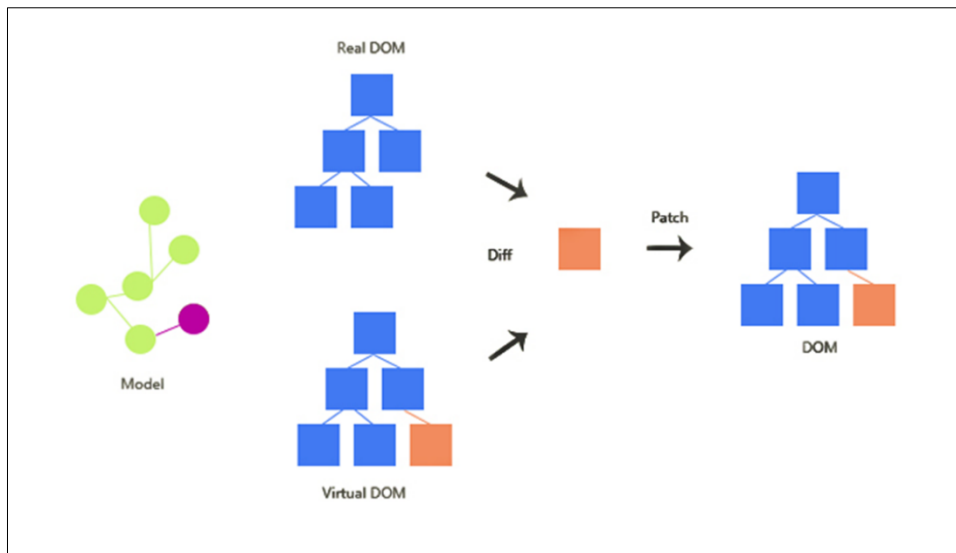 Real DOM
Model
Diff
Patch
Virtual DOM
DOM